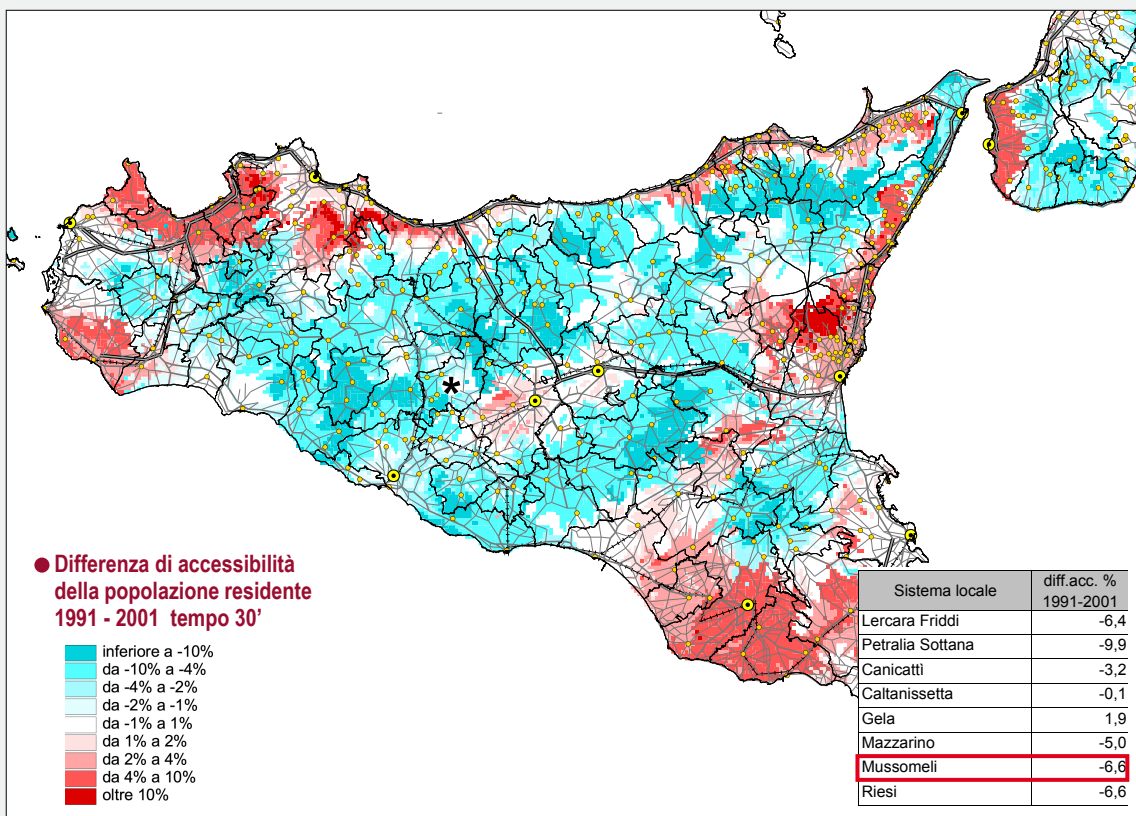 *
● Differenza di accessibilità
della popolazione residente
1991 - 2001 tempo 30'
inferiore a -10%
da -10% a -4%
da -4% a -2%
da -2% a -1%
da -1% a 1%
da 1% a 2%
da 2% a 4%
da 4% a 10%
oltre 10%
Sistema locale diff.acc. %
1991-2001
Lercara Friddi -6,4
Petralia Sottana -9,9
Canicattì -3,2
Caltanissetta -0,1
Gela 1,9
Mazzarino -5,0
Mussomeli -6,6
Riesi -6,6